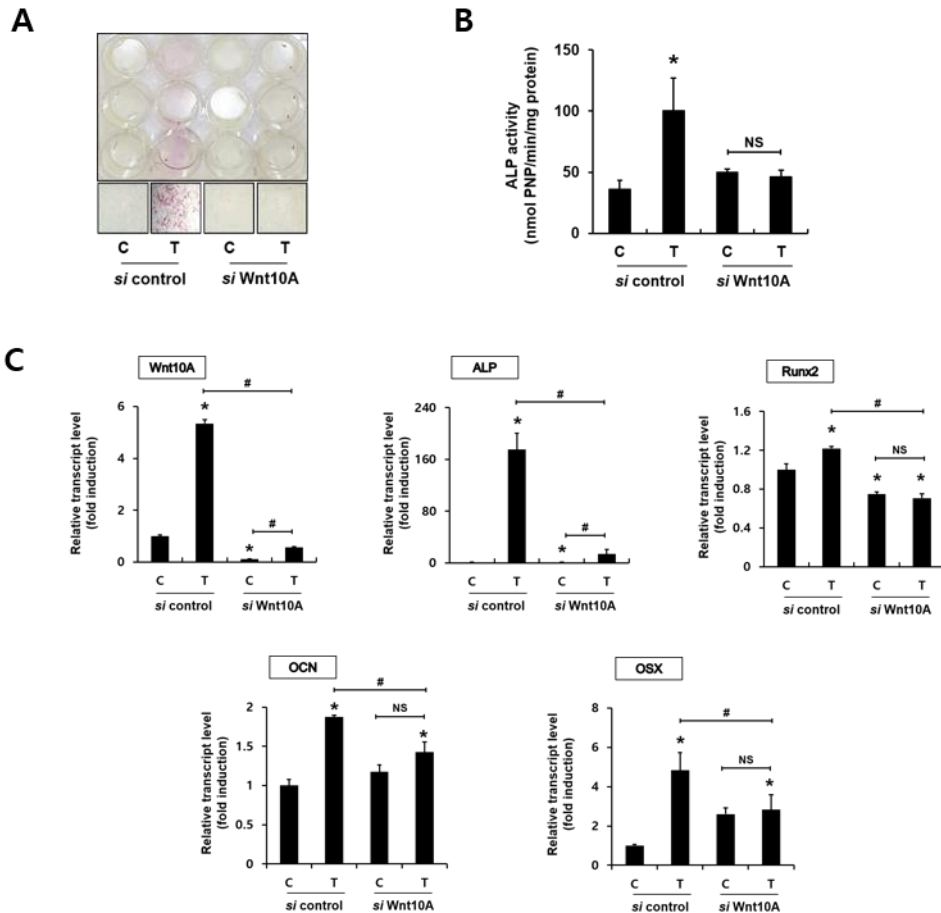 A
C T C T
si control si Wnt10A
B
ALP activity
(nmol PNP/min/mg protein)
150
100
50
0
*
NS
C T C T
si control si Wnt10A
C
Wnt10A
Relative transcript level
(fold induction)
6
4
2
0
#
*
#
*
C T C T
si control si Wnt10A
ALP
Relative transcript level
(fold induction)
240
160
80
0
#
*
#
*
C T C T
si control si Wnt10A
Runx2
Relative transcript level
(fold induction)
1.6
1.2
0.8
0.4
0
#
*
NS
* *
C T C T
si control si Wnt10A
OCN
Relative transcript level
(fold induction)
2
1.5
1
0.5
0
#
*
NS
*
C T C T
si control si Wnt10A
OSX
Relative transcript level
(fold induction)
8
6
4
2
0
#
*
NS
*
C T C T
si control si Wnt10A